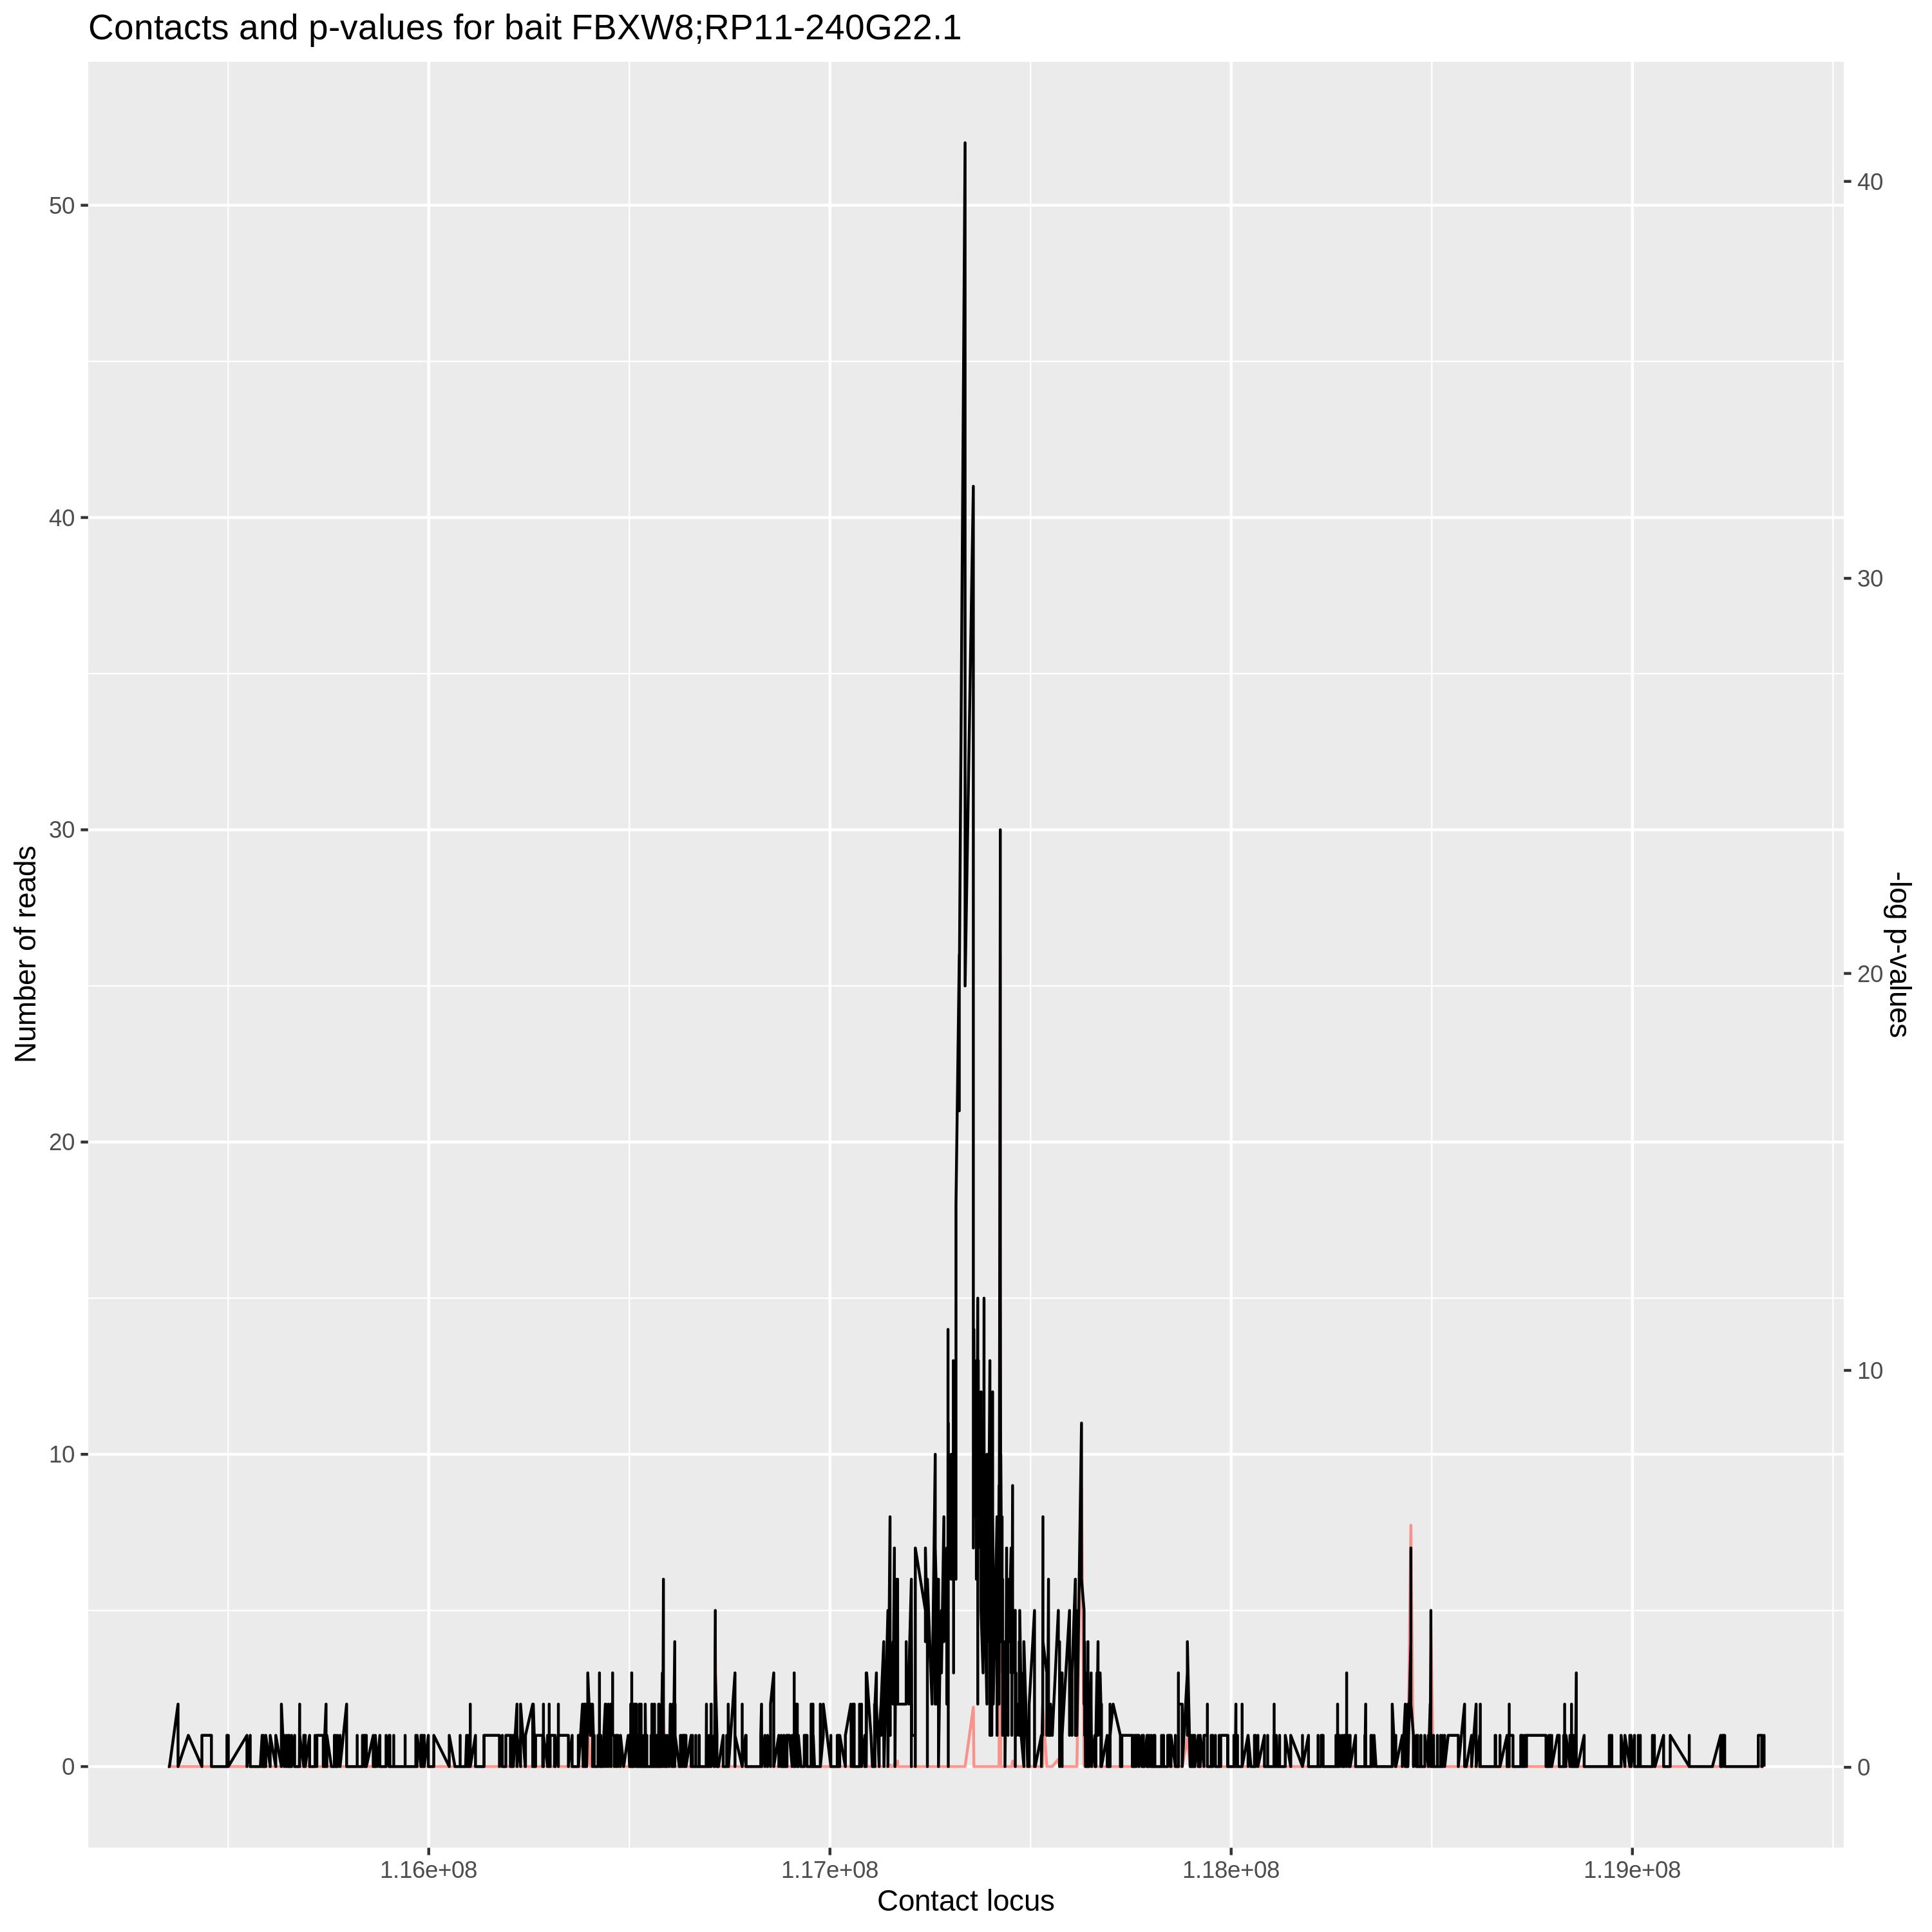 Contacts and p-values for bait FBXW8;RP11-240G22.1
50
40
30
20
10
0
Number of reads
40
30
20
10
0
-log p-values
1.16e+08
1.17e+08
1.18e+08
1.19e+08
Contact locus